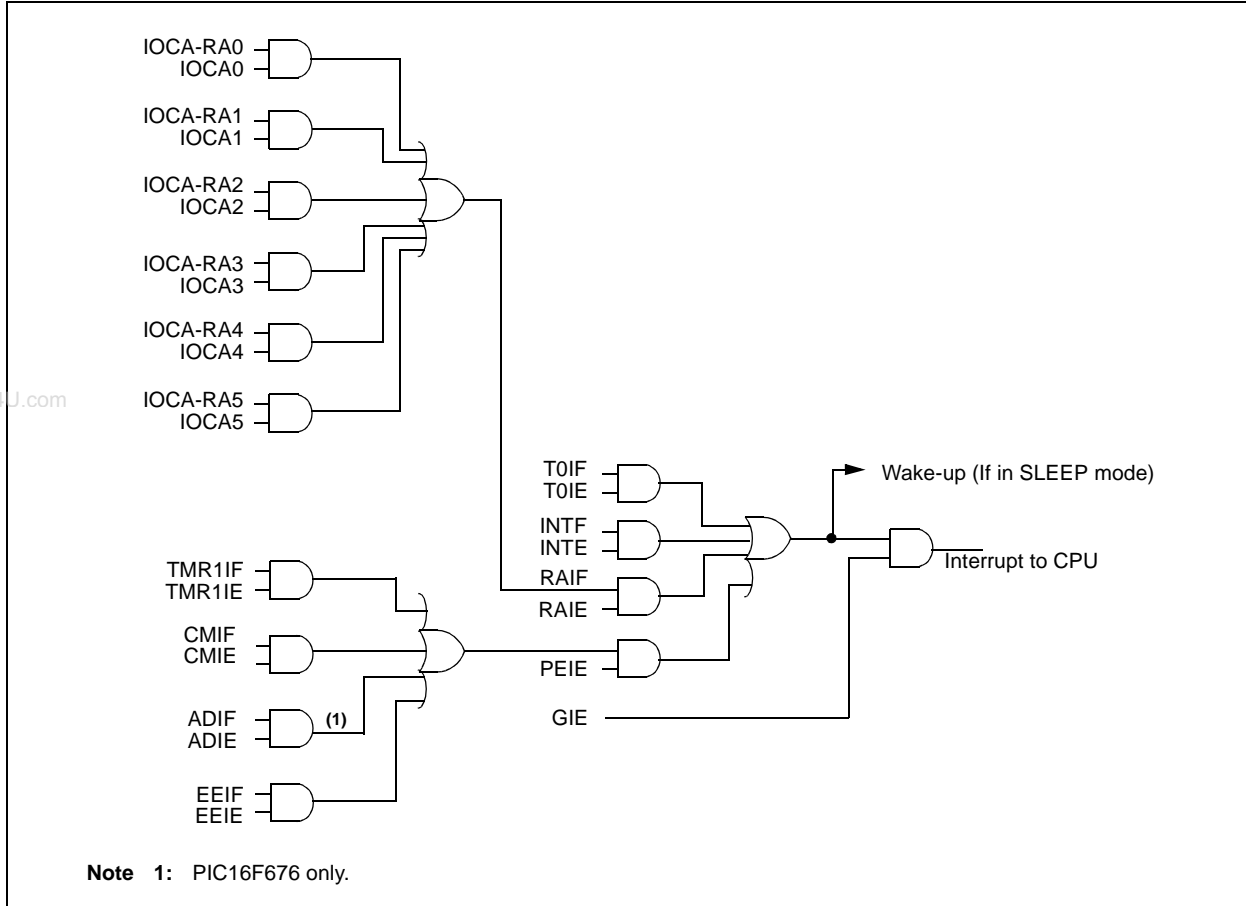 IOCA-RA0
IOCA0
IOCA-RA1
IOCA1
IOCA-RA2
IOCA2
IOCA-RA3
IOCA3
IOCA-RA4
IOCA4
IOCA-RA5
IOCA5
4U.com
T0IF
T0IE
INTF
INTE
RAIF
RAIE
PEIE
GIE
Wake-up (If in SLEEP mode)
Interrupt to CPU
TMR1IF
TMR1IE
CMIF
CMIE
ADIF
ADIE
(1)
EEIF
EEIE
Note 1: PIC16F676 only.